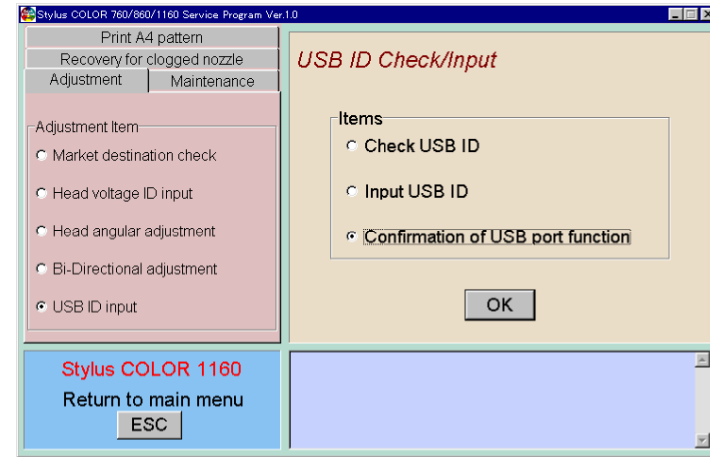 Stylus COLOR 760/860/1160 Service Program Ver.1.0
Print A4 pattern
Recovery for clogged nozzle
Adjustment
Maintenance
Adjustment Item
Market destination check
Head voltage ID input
Head angular adjustment
Bi-Directional adjustment
USB ID input
USB ID Check/Input
Items
Check USB ID
Input USB ID
Confirmation of USB port function
OK
Stylus COLOR 1160
Return to main menu
ESC